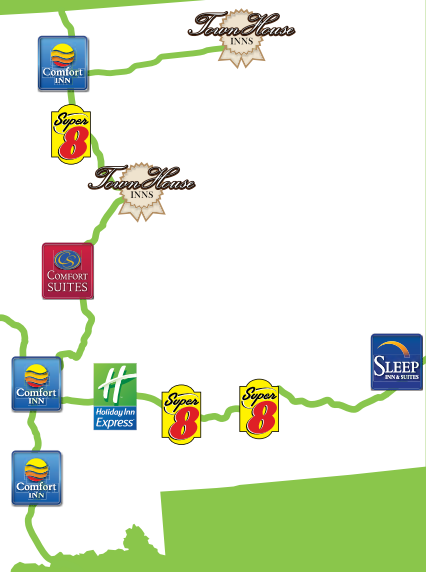 TownHouse
INNS
Comfort
INN
Super
8
TownHouse
INNS
COMFORT
SUITES
SLEEP
INN & SUITES
Comfort
INN
H
Holiday Inn
Express
Super
8
Super
8
Comfort
INN